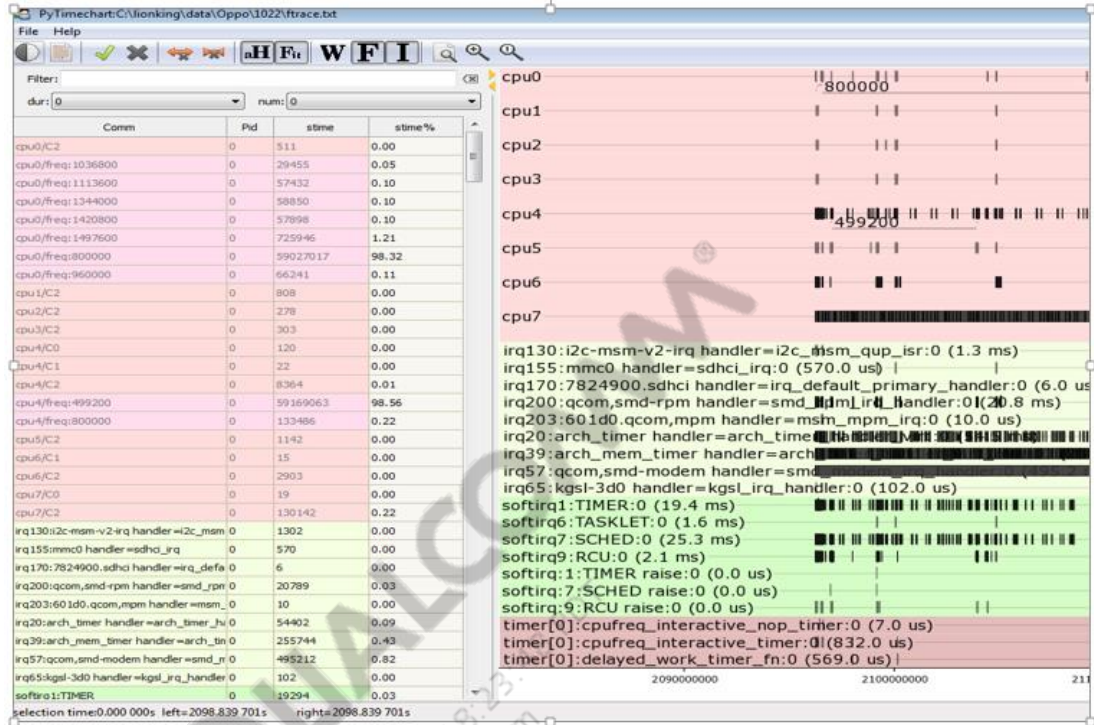 PyTimechart:C:\lionking\data\Oppo\1022\ftrace.txt
File Help
aH Fit W F I
Filter:
dur: 0 num: 0
Comm Pid stime stime%
cpu0/C2 0 511 0.00
cpu0/freq:1036800 0 29455 0.05
cpu0/freq:1113600 0 57432 0.10
cpu0/freq:1344000 0 58850 0.10
cpu0/freq:1420800 0 57898 0.10
cpu0/freq:1497600 0 725946 1.21
cpu0/freq:800000 0 59027017 98.32
cpu0/freq:960000 0 66241 0.11
cpu1/C2 0 808 0.00
cpu2/C2 0 278 0.00
cpu3/C2 0 303 0.00
cpu4/C0 0 120 0.00
cpu4/C1 0 22 0.00
cpu4/C2 0 8364 0.01
cpu4/freq:499200 0 59169063 98.56
cpu4/freq:800000 0 133486 0.22
cpu5/C2 0 1142 0.00
cpu6/C1 0 15 0.00
cpu6/C2 0 2903 0.00
cpu7/C0 0 19 0.00
cpu7/C2 0 130142 0.22
irq130:i2c-msm-v2-irq handler=i2c_msm 0 1302 0.00
irq155:mmc0 handler=sdhci_irq 0 570 0.00
irq170:7824900.sdhci handler=irq_defa 0 6 0.00
irq200:qcom,smd-rpm handler=smd_rpm 0 20789 0.03
irq203:601d0.qcom,mpm handler=msm_ 0 10 0.00
irq20:arch_timer handler=arch_timer_ha 0 54402 0.09
irq39:arch_mem_timer handler=arch_tin 0 255744 0.43
irq57:qcom,smd-modem handler=smd_n 0 495212 0.82
irq65:kgsl-3d0 handler=kgsl_irq_handler 0 102 0.00
softirq1:TIMER 0 19294 0.03
cpu0
800000
cpu1
cpu2
cpu3
cpu4
499200
cpu5
cpu6
cpu7
irq130:i2c-msm-v2-irq handler=i2c_msm_qup_isr:0 (1.3 ms)
irq155:mmc0 handler=sdhci_irq:0 (570.0 us)
irq170:7824900.sdhci handler=irq_default_primary_handler:0 (6.0 us
irq200:qcom,smd-rpm handler=smd_rpm_irq_handler:0 (20.8 ms)
irq203:601d0.qcom,mpm handler=msm_mpm_irq:0 (10.0 us)
irq20:arch_timer handler=arch_time
irq39:arch_mem_timer handler=arch
irq57:qcom,smd-modem handler=smd_modem_irq_handler:0
irq65:kgsl-3d0 handler=kgsl_irq_handler:0 (102.0 us)
softirq1:TIMER:0 (19.4 ms)
softirq6:TASKLET:0 (1.6 ms)
softirq7:SCHED:0 (25.3 ms)
softirq9:RCU:0 (2.1 ms)
softirq:1:TIMER raise:0 (0.0 us)
softirq:7:SCHED raise:0 (0.0 us)
softirq:9:RCU raise:0 (0.0 us)
timer[0]:cpufreq_interactive_nop_timer:0 (7.0 us)
timer[0]:cpufreq_interactive_timer:0 (832.0 us)
timer[0]:delayed_work_timer_fn:0 (569.0 us)
2090000000 2100000000 211
selection time:0.000 000s left=2098.839 701s right=2098.839 701s
QUALCOMM®